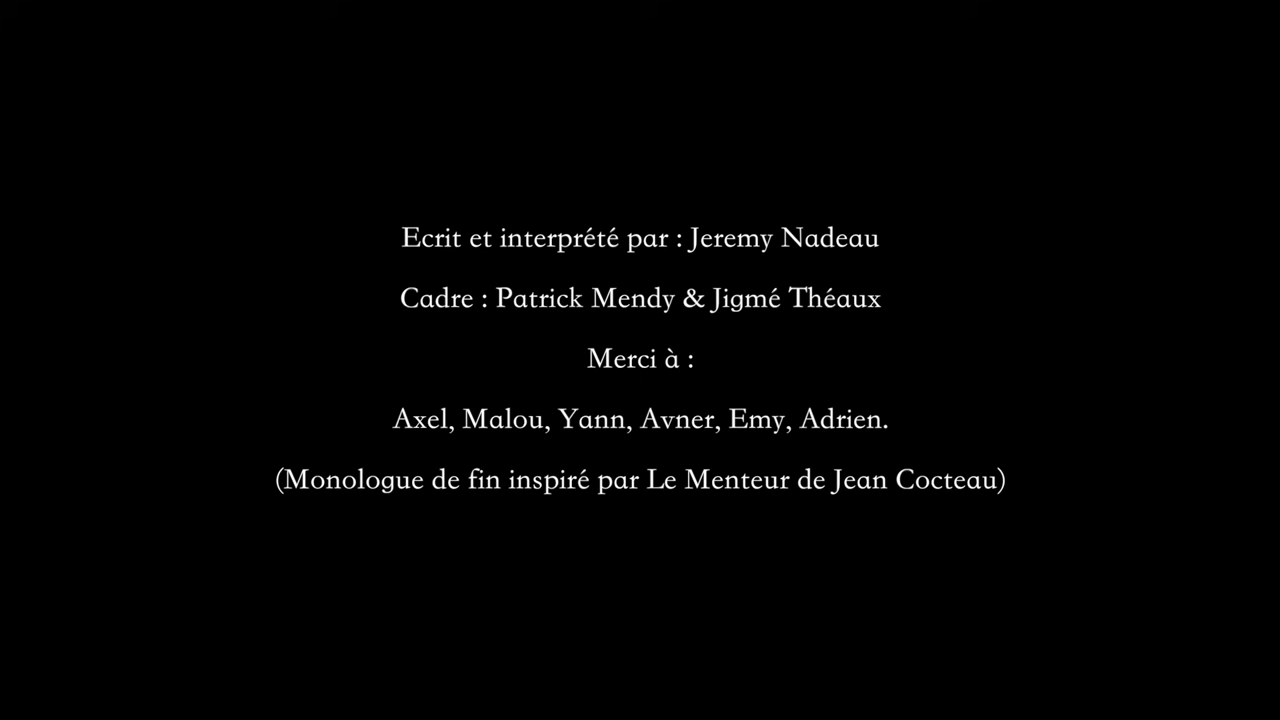 Ecrit et interprété par : Jeremy Nadeau
Cadre : Patrick Mendy & Jigmé Théaux
Merci à :
Axel, Malou, Yann, Avner, Emy, Adrien.
(Monologue de fin inspiré par Le Menteur de Jean Cocteau)